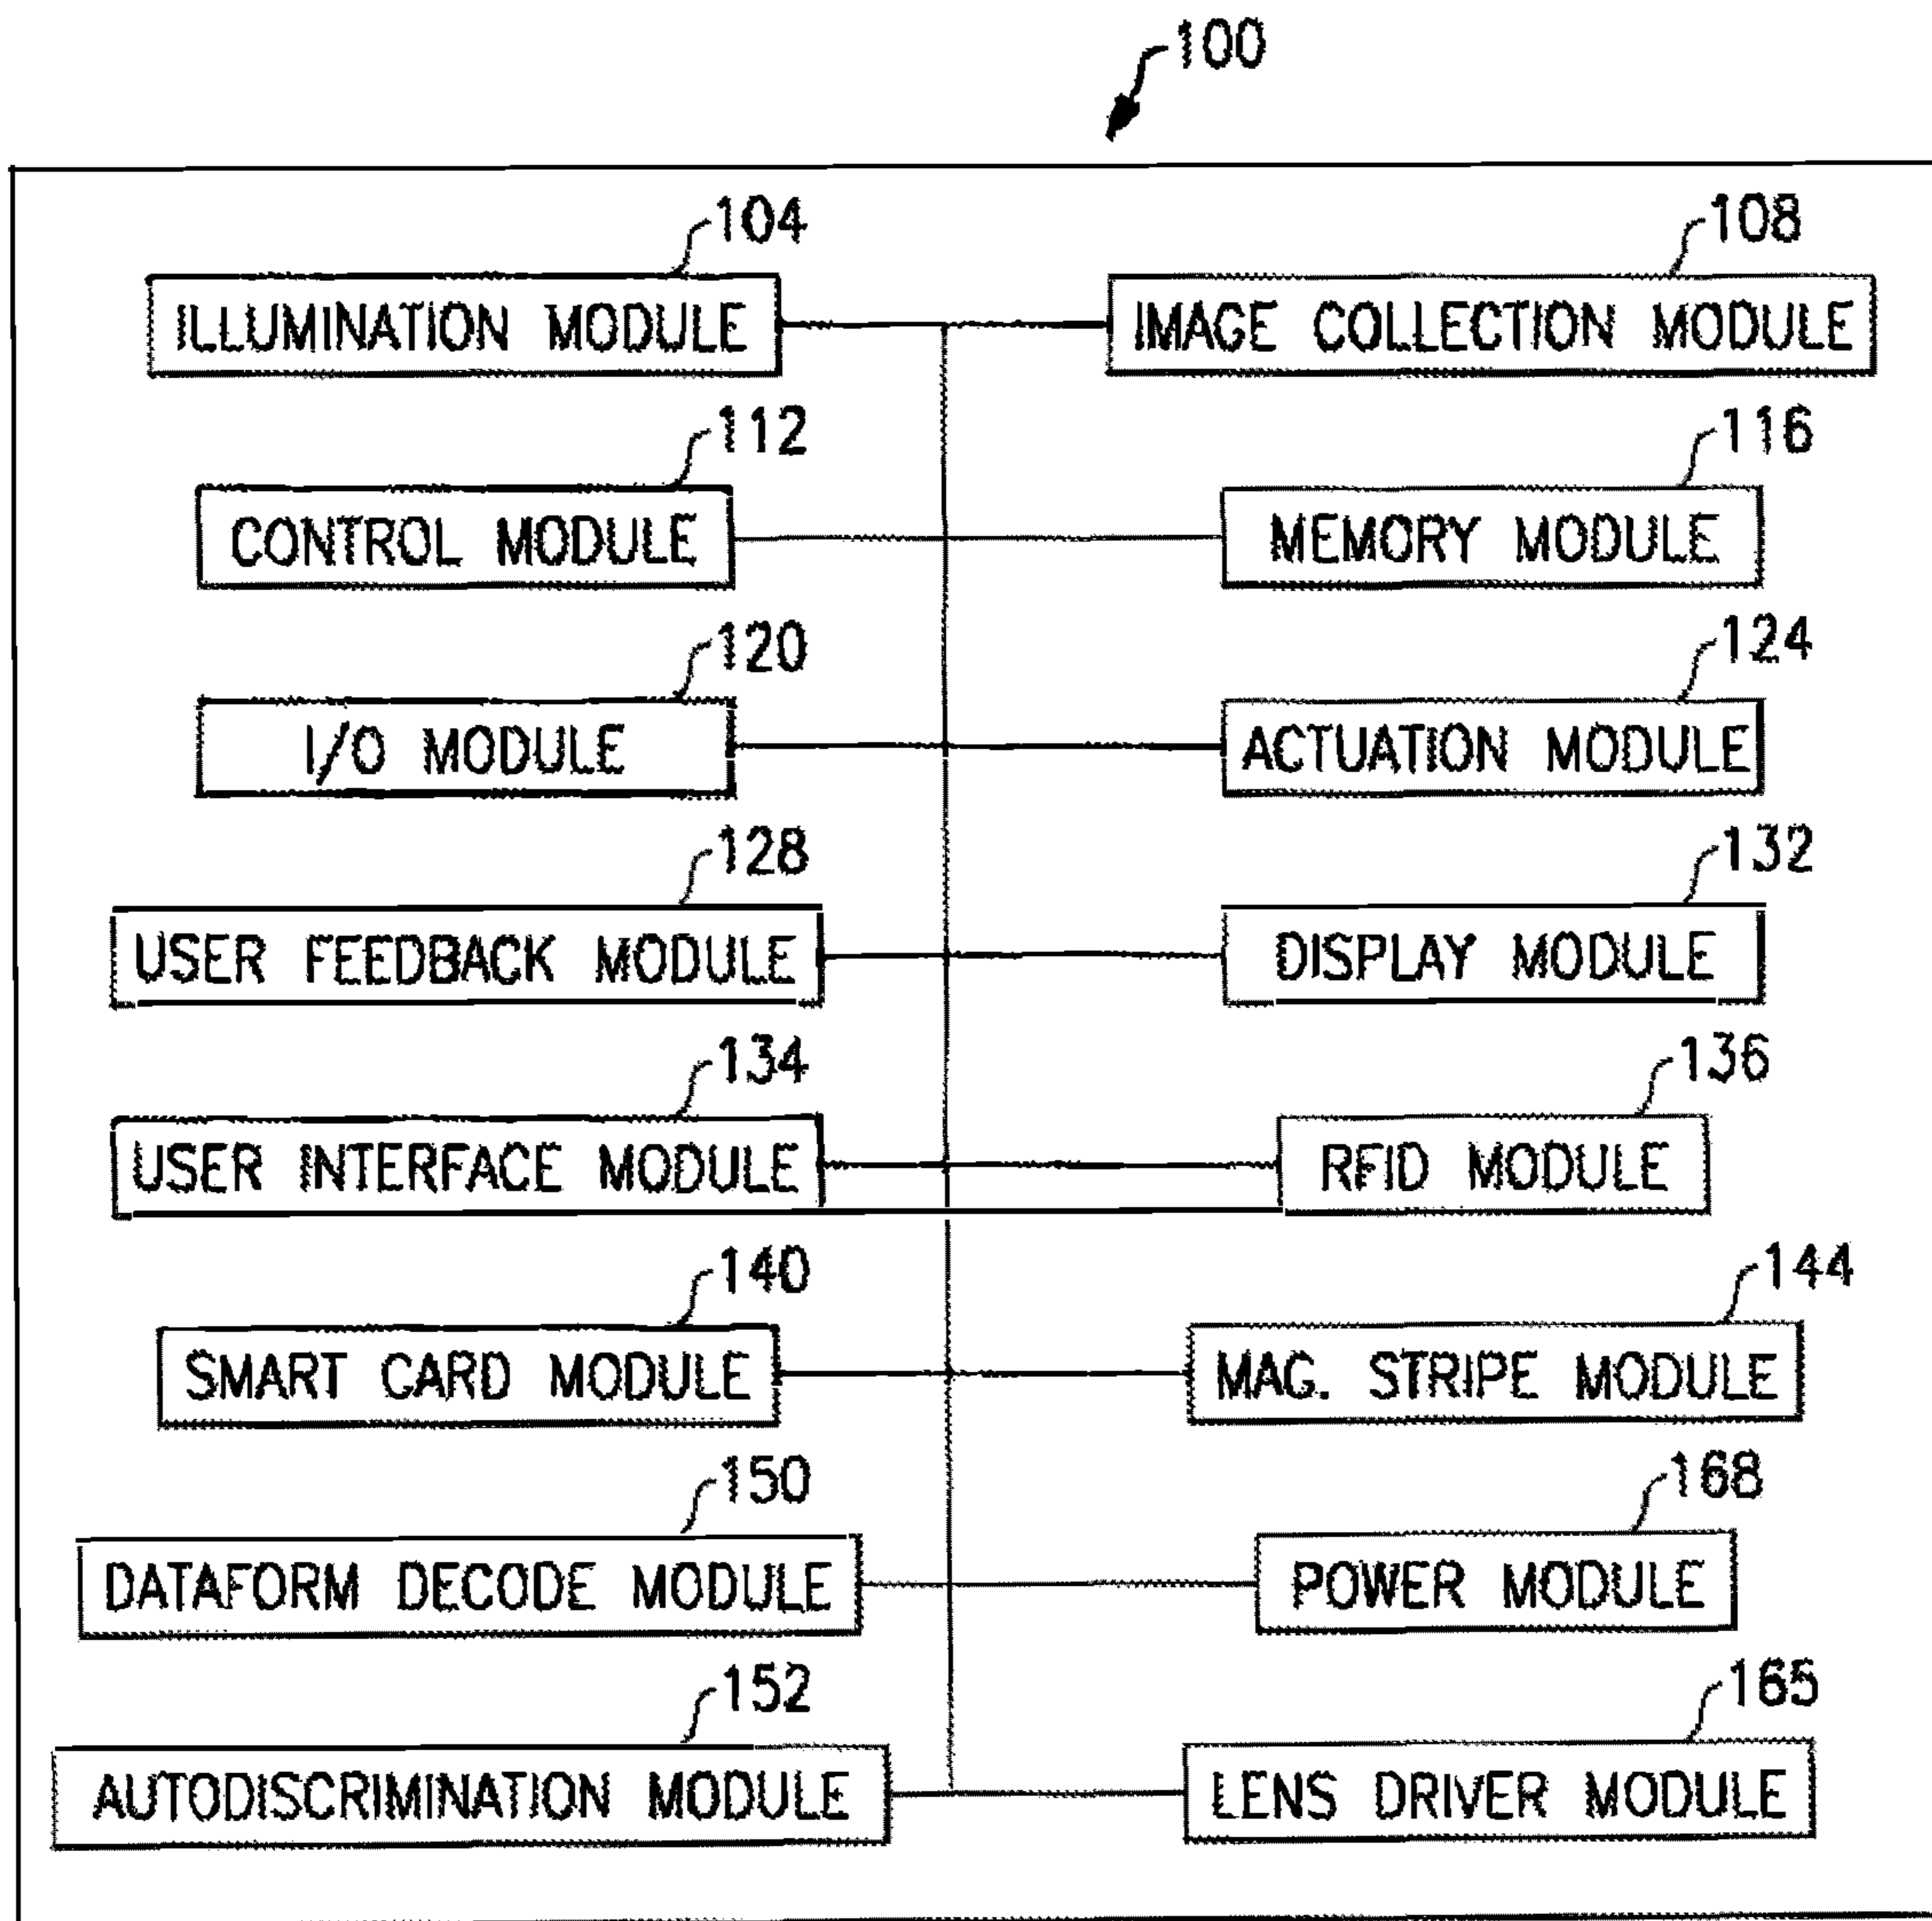 100
104
108
ILLUMINATION MODULE
IMAGE COLLECTION MODULE
112
116
CONTROL MODULE
MEMORY MODULE
120
124
I/O MODULE
ACTUATION MODULE
128
132
USER FEEDBACK MODULE
DISPLAY MODULE
134
136
USER INTERFACE MODULE
RFID MODULE
140
144
SMART CARD MODULE
MAG. STRIPE MODULE
150
168
DATAFORM DECODE MODULE
POWER MODULE
152
165
AUTODISCRIMINATION MODULE
LENS DRIVER MODULE